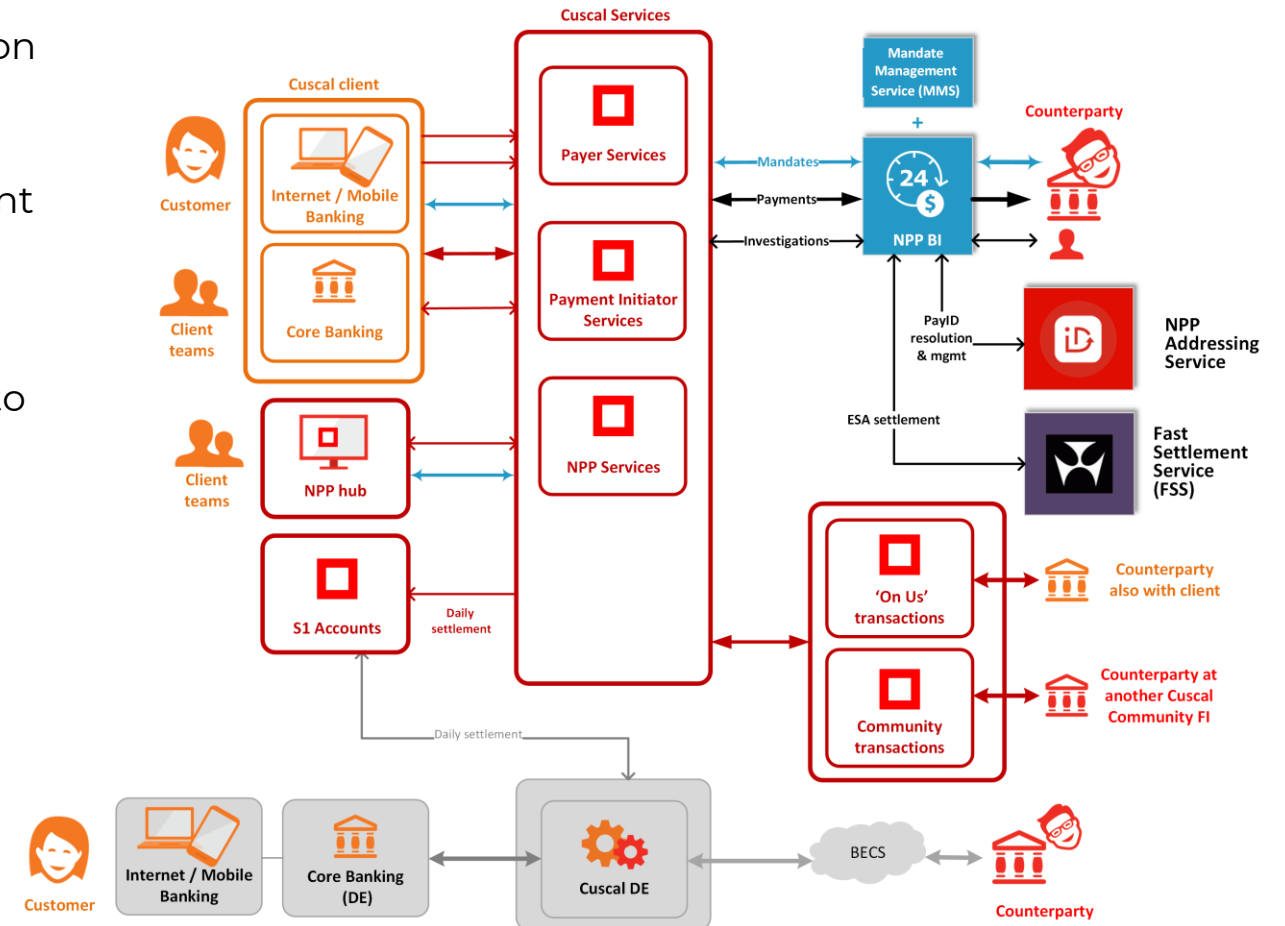 on
nt
to
Cuscal Services
Cuscal client
Customer
Internet / Mobile
Banking
Client
teams
Core Banking
Payer Services
Payment Initiator
Services
NPP Services
Mandate
Management
Service (MMS)
+
Counterparty
Mandates
Payments
Investigations
24
$
NPP BI
PayID
resolution
& mgmt
iD
NPP
Addressing
Service
ESA settlement
Fast
Settlement
Service
(FSS)
Client
teams
NPP hub
S1 Accounts
Daily
settlement
‘On Us’
transactions
Counterparty
also with client
Community
transactions
Counterparty at
another Cuscal
Community FI
Daily settlement
Customer
Internet / Mobile
Banking
Core Banking
(DE)
Cuscal DE
BECS
Counterparty